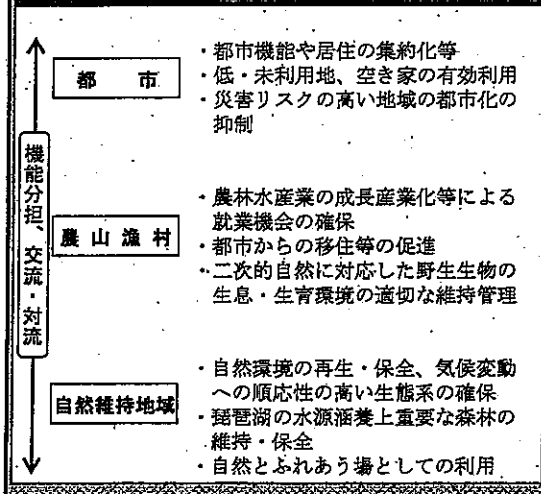 都市
・都市機能や居住の集約化等
・低・未利用地、空き家の有効利用
・災害リスクの高い地域の都市化の
抑制
機能分担、交流・対流
農山漁村
・農林水産業の成長産業化等による
就業機会の確保
・都市からの移住等の促進
・二次的自然に対応した野生生物の
生息・生育環境の適切な維持管理
自然維持地域
・自然環境の再生・保全、気候変動
への順応性の高い生態系の確保
・琵琶湖の水源涵養上重要な森林の
維持・保全
・自然とふれあう場としての利用